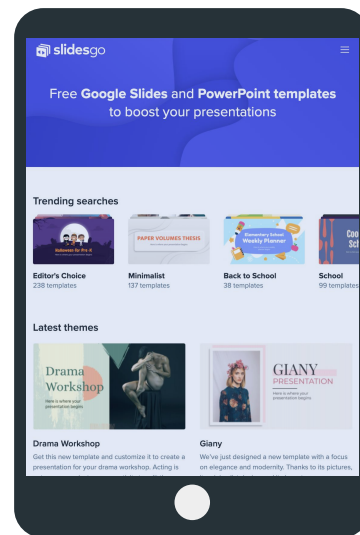 slidesgo
Free Google Slides and PowerPoint templates
to boost your presentations
Trending searches
Halloween for Pre-K
PAPER VOLUMES THESIS
Elementary School
Weekly Planner
Coo
Sch
Editor's Choice
238 templates
Minimalist
137 templates
Back to School
38 templates
School
99 templates
Latest themes
Drama
Workshop
Here is where your
presentation begins
GIANY
PRESENTATION
Here is where your
presentation begins
Drama Workshop
Get this new template and customize it to create a
presentation for your drama workshop. Acting is
Giany
We've just designed a new template with a focus
on elegance and modernity. Thanks to its pictures,